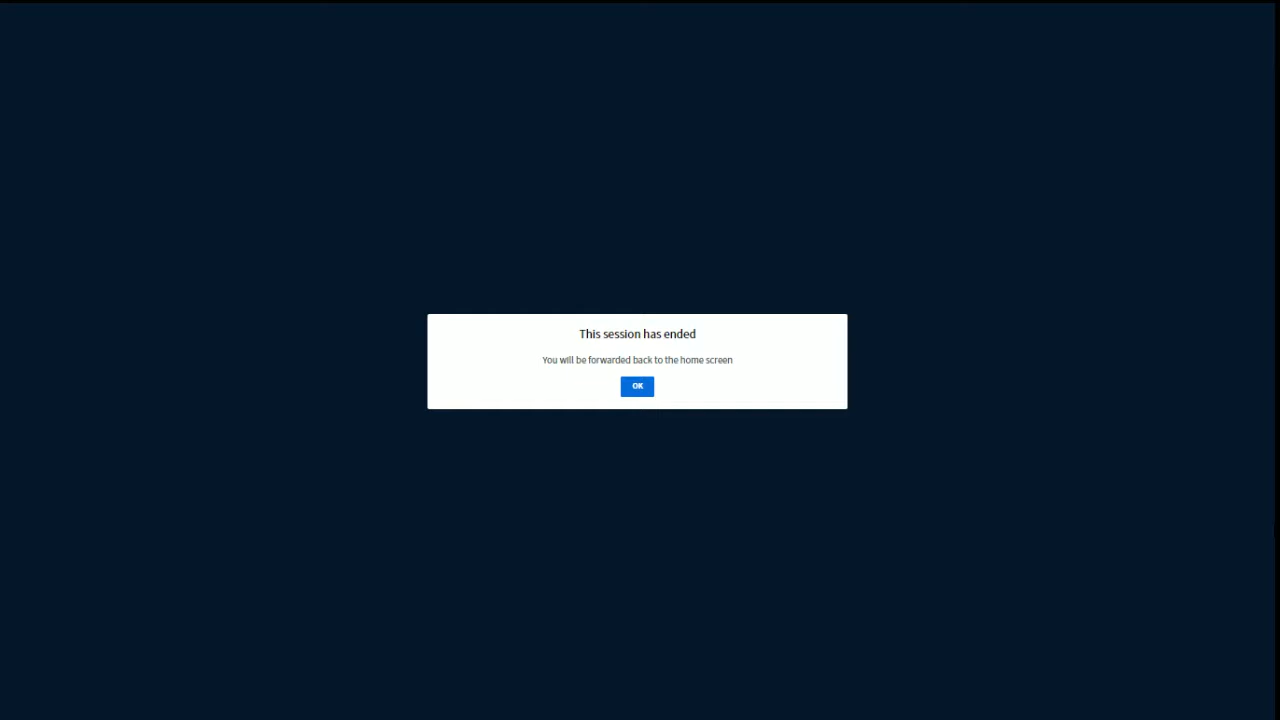 This session has ended
You will be forwarded back to the home screen
OK